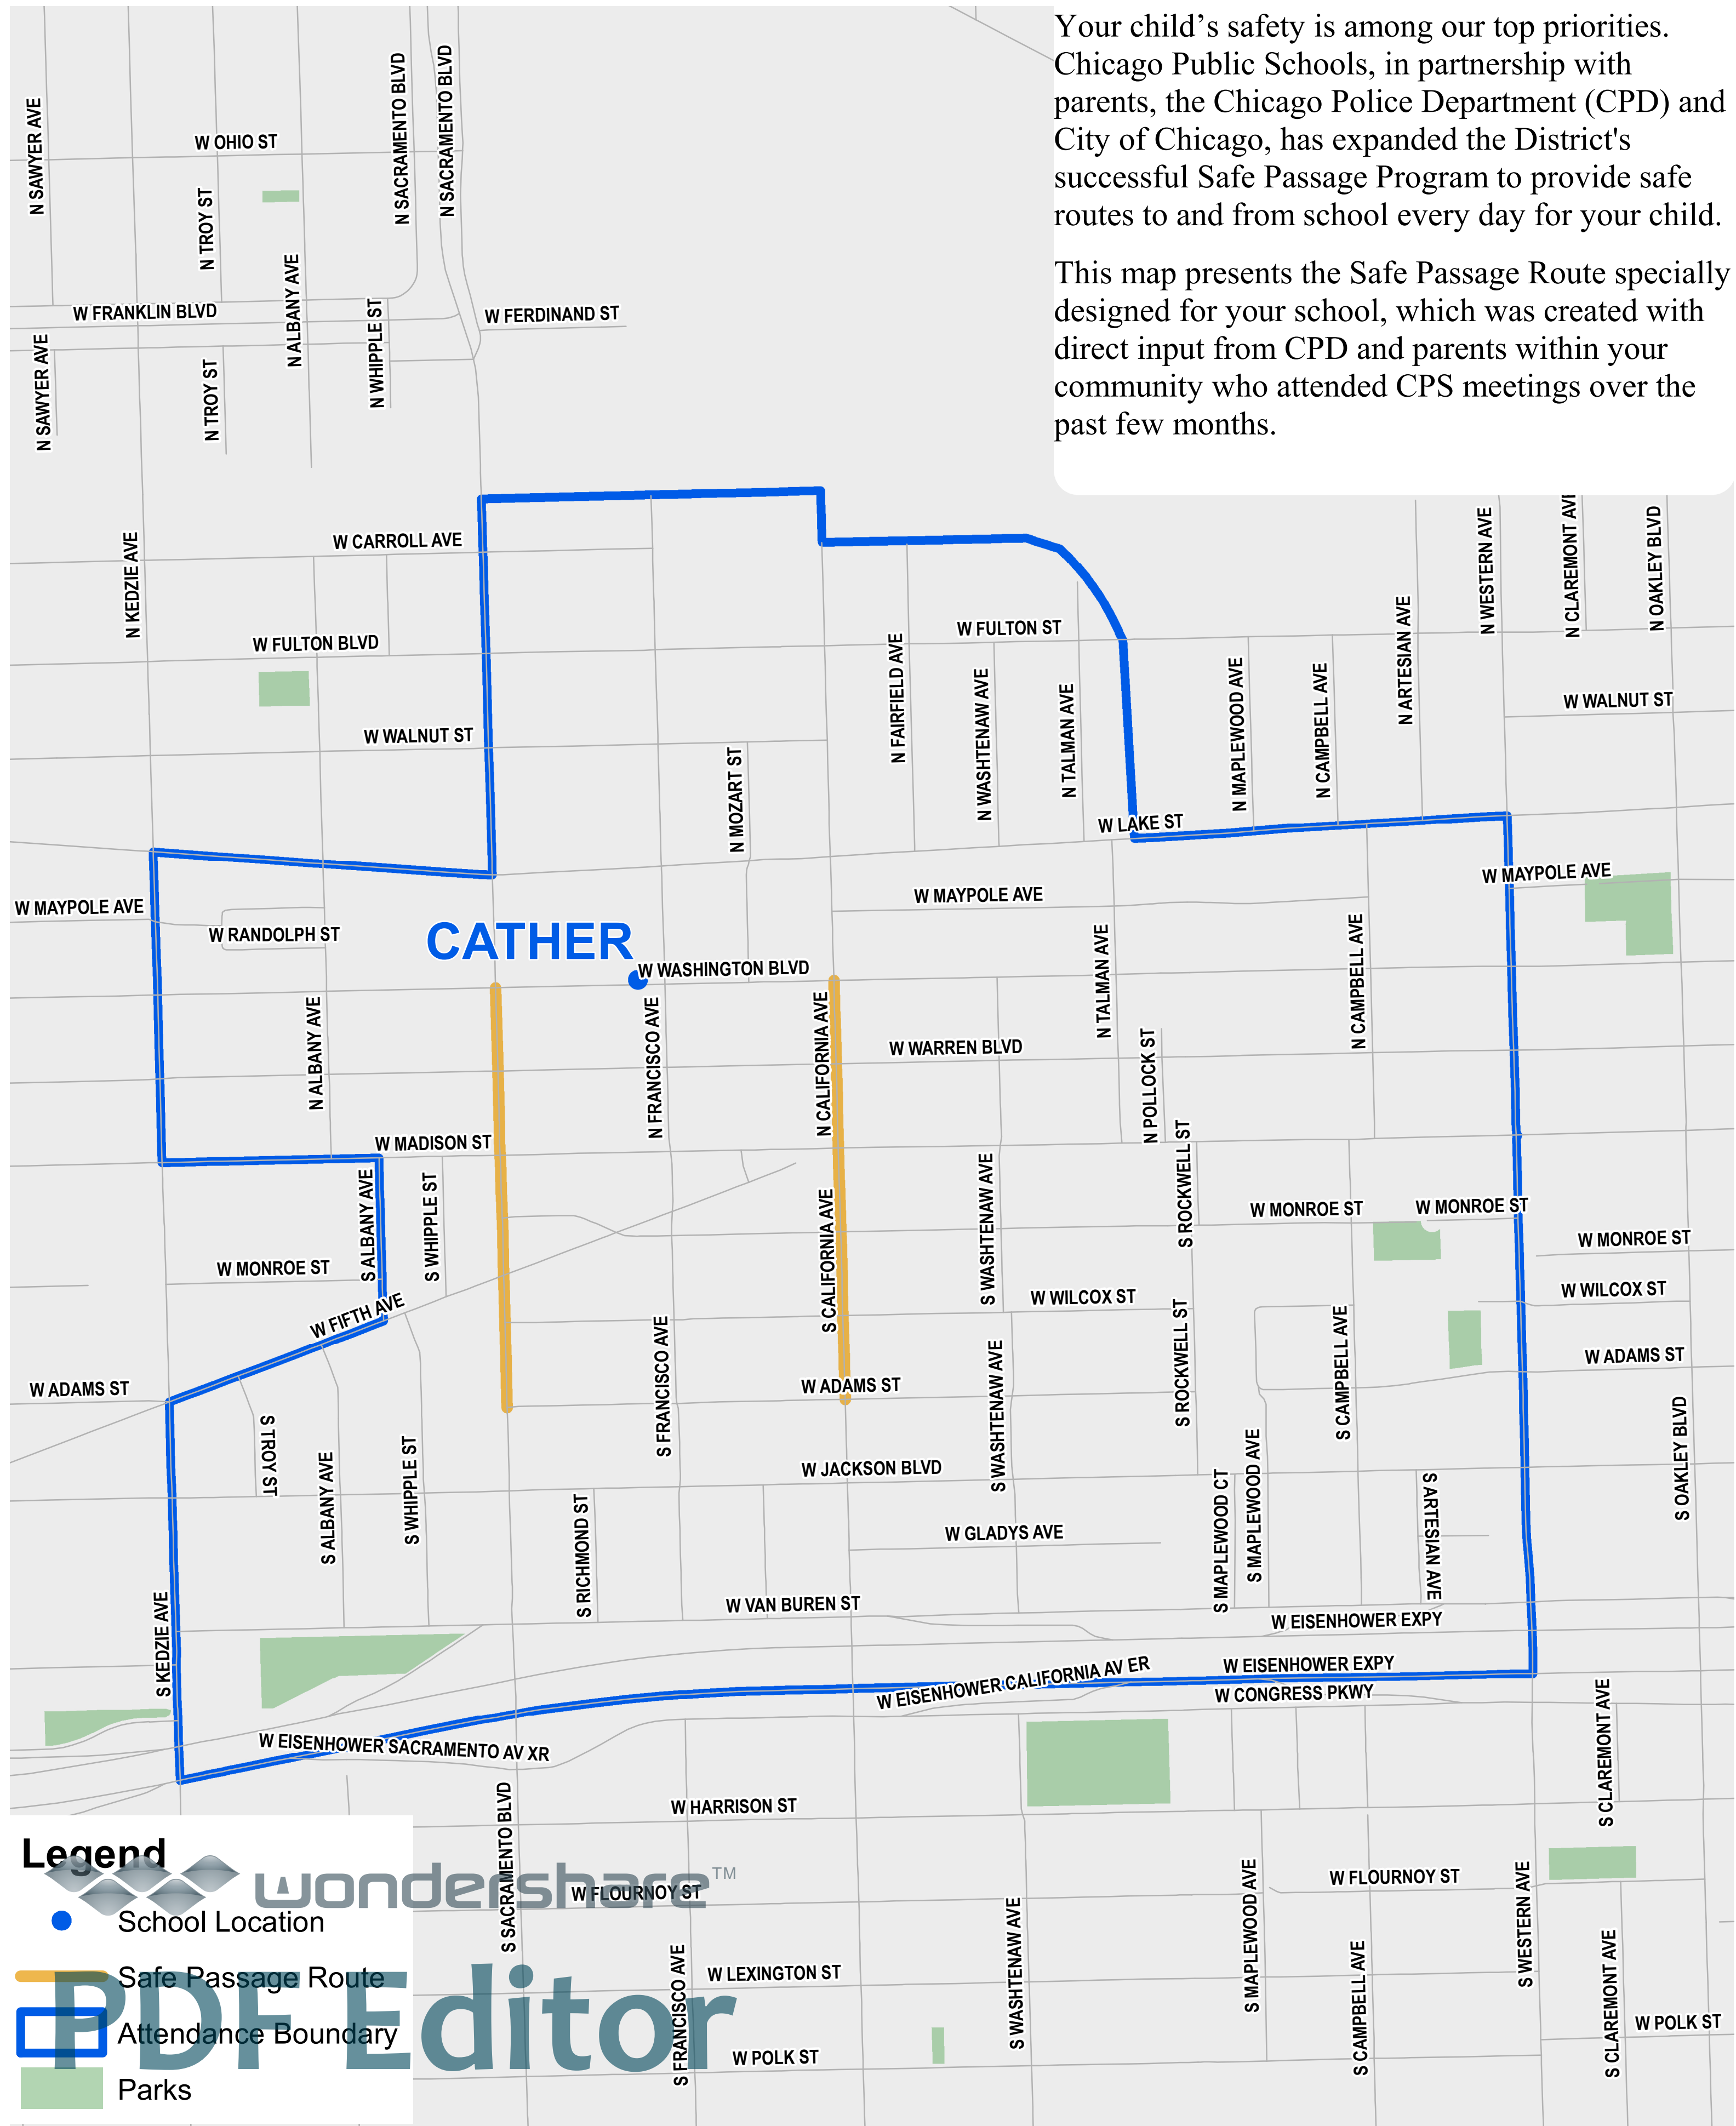 Your child's safety is among our top priorities.
Chicago Public Schools, in partnership with
parents, the Chicago Police Department (CPD) and
City of Chicago, has expanded the District's
successful Safe Passage Program to provide safe
routes to and from school every day for your child.
This map presents the Safe Passage Route specially
designed for your school, which was created with
direct input from CPD and parents within your
community who attended CPS meetings over the
past few months.
N SAWYER AVE
W OHIO ST
N TROY ST
N ALBANY AVE
N SACRAMENTO BLVD
N SACRAMENTO BLVD
W FRANKLIN BLVD
W FERDINAND ST
N SAWYER AVE
N TROY ST
N WHIPPLE ST
N KEDZIE AVE
W CARROLL AVE
N WESTERN AVE
N CLAREMONT AVE
N OAKLEY BLVD
W FULTON BLVD
W FULTON ST
N FAIRFIELD AVE
N WASHTENAW AVE
N TALMAN AVE
N MAPLEWOOD AVE
N CAMPBELL AVE
N ARTESIAN AVE
W WALNUT ST
W WALNUT ST
N MOZART ST
W LAKE ST
W MAYPOLE AVE
W MAYPOLE AVE
W MAYPOLE AVE
W RANDOLPH ST
CATHER
W WASHINGTON BLVD
N ALBANY AVE
N FRANCISCO AVE
N CALIFORNIA AVE
W WARREN BLVD
N TALMAN AVE
N POLLOCK ST
N CAMPBELL AVE
W MADISON ST
S ALBANY AVE
S WHIPPLE ST
S CALIFORNIA AVE
S WASHTENAW AVE
S ROCKWELL ST
W MONROE ST
W MONROE ST
W MONROE ST
W MONROE ST
W FIFTH AVE
W WILCOX ST
W WILCOX ST
W ADAMS ST
W ADAMS ST
W ADAMS ST
S FRANCISCO AVE
S WASHTENAW AVE
S ROCKWELL ST
S CAMPBELL AVE
S TROY ST
S ALBANY AVE
S WHIPPLE ST
W JACKSON BLVD
S RICHMOND ST
W GLADYS AVE
S MAPLEWOOD CT
S MAPLEWOOD AVE
S ARTESIAN AVE
S OAKLEY BLVD
S KEDZIE AVE
W VAN BUREN ST
W EISENHOWER EXPY
W EISENHOWER EXPY
W EISENHOWER CALIFORNIA AV ER
W CONGRESS PKWY
W EISENHOWER SACRAMENTO AV XR
S SACRAMENTO BLVD
W HARRISON ST
S CLAREMONT AVE
W FLOURNOY ST
W FLOURNOY ST
S FRANCISCO AVE
W LEXINGTON ST
S WASHTENAW AVE
S MAPLEWOOD AVE
S CAMPBELL AVE
S WESTERN AVE
S CLAREMONT AVE
W POLK ST
W POLK ST
Legend
School Location
Safe Passage Route
Attendance Boundary
Parks
wondershare™
PDF Editor